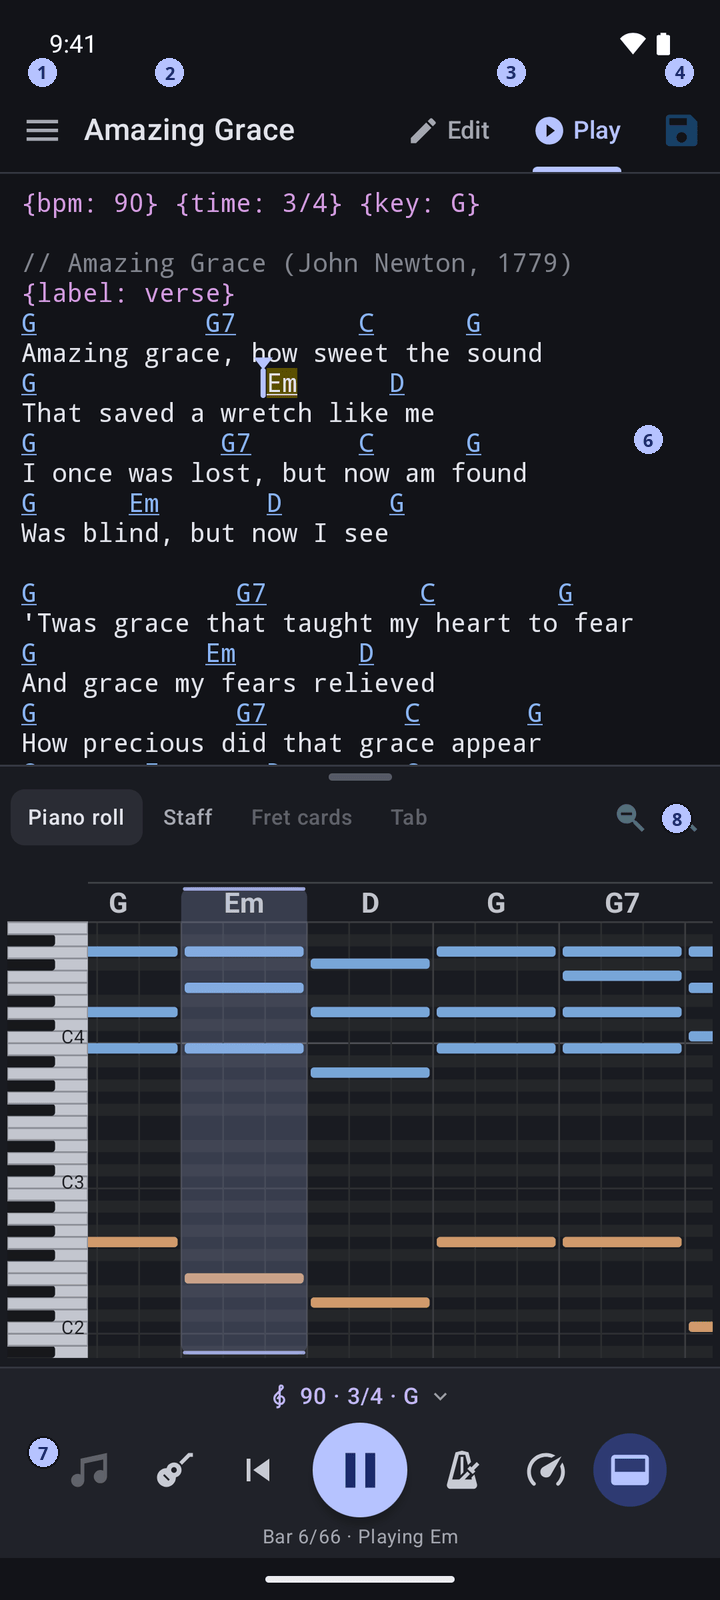 9:41
1 2 3 4
Amazing Grace Edit Play
{bpm: 90} {time: 3/4} {key: G}
// Amazing Grace (John Newton, 1779)
{label: verse}
G G7 C G
Amazing grace, how sweet the sound
G Em D
That saved a wretch like me
G G7 C G
6
I once was lost, but now am found
G Em D G
Was blind, but now I see
G G7 C G
'Twas grace that taught my heart to fear
G Em D
And grace my fears relieved
G G7 C G
How precious did that grace appear
Piano roll Staff Fret cards Tab 8
G Em D G G7
C4
C3
C2
90 · 3/4 · G
7
Bar 6/66 · Playing Em